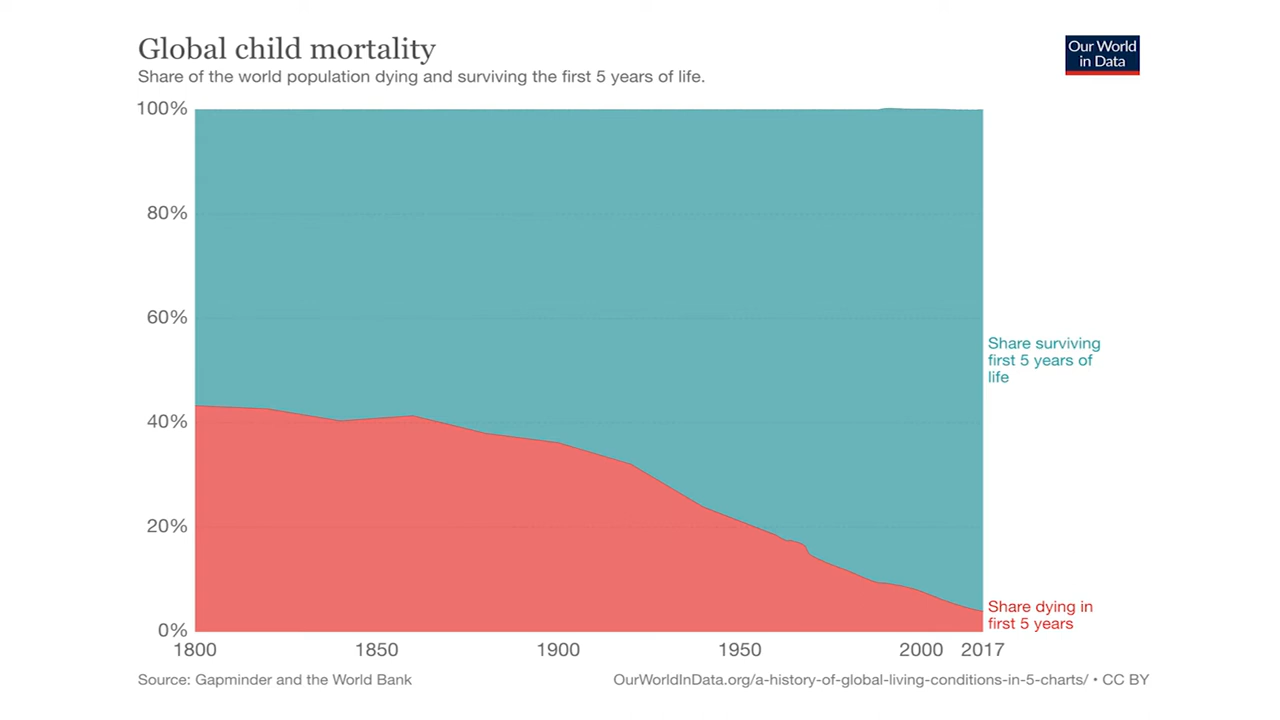 Global child mortality
Our World
in Data
Share of the world population dying and surviving the first 5 years of life.
100%
80%
60%
Share surviving
first 5 years of
life
40%
20%
Share dying in
first 5 years
0%
1800 1850 1900 1950 2000 2017
Source: Gapminder and the World Bank
OurWorldInData.org/a-history-of-global-living-conditions-in-5-charts/ • CC BY